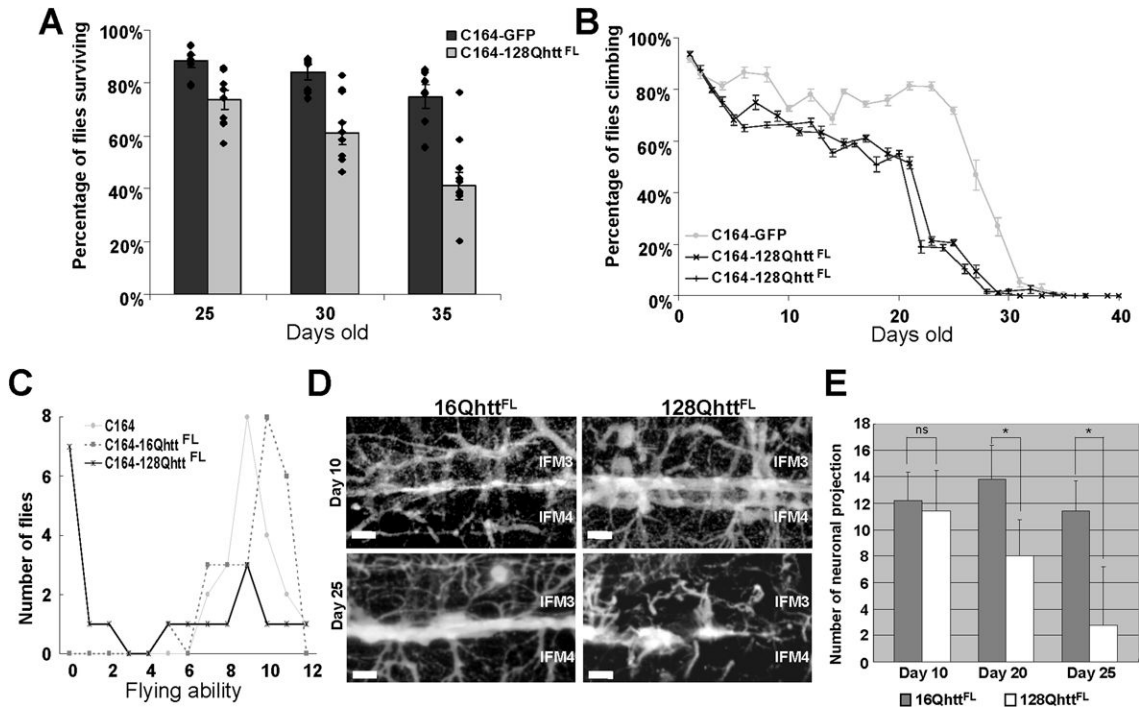 A
C164-GFP
C164-128Qhtt FL
Percentage of flies surviving
100%
80%
60%
40%
20%
0%
25
30
35
Days old
B
Percentage of flies climbing
100%
80%
60%
40%
20%
0%
C164-GFP
C164-128Qhtt FL
C164-128Qhtt FL
0
10
20
30
40
Days old
C
Number of flies
8
6
4
2
0
C164
C164-16Qhtt FL
C164-128Qhtt FL
0 2 4 6 8 10 12
Flying ability
D
16Qhtt FL
128Qhtt FL
Day 10
IFM3
IFM4
IFM3
IFM4
Day 25
IFM3
IFM4
IFM3
IFM4
E
Number of neuronal projection
18
16
14
12
10
8
6
4
2
0
ns
*
*
Day 10
Day 20
Day 25
16Qhtt FL
128Qhtt FL